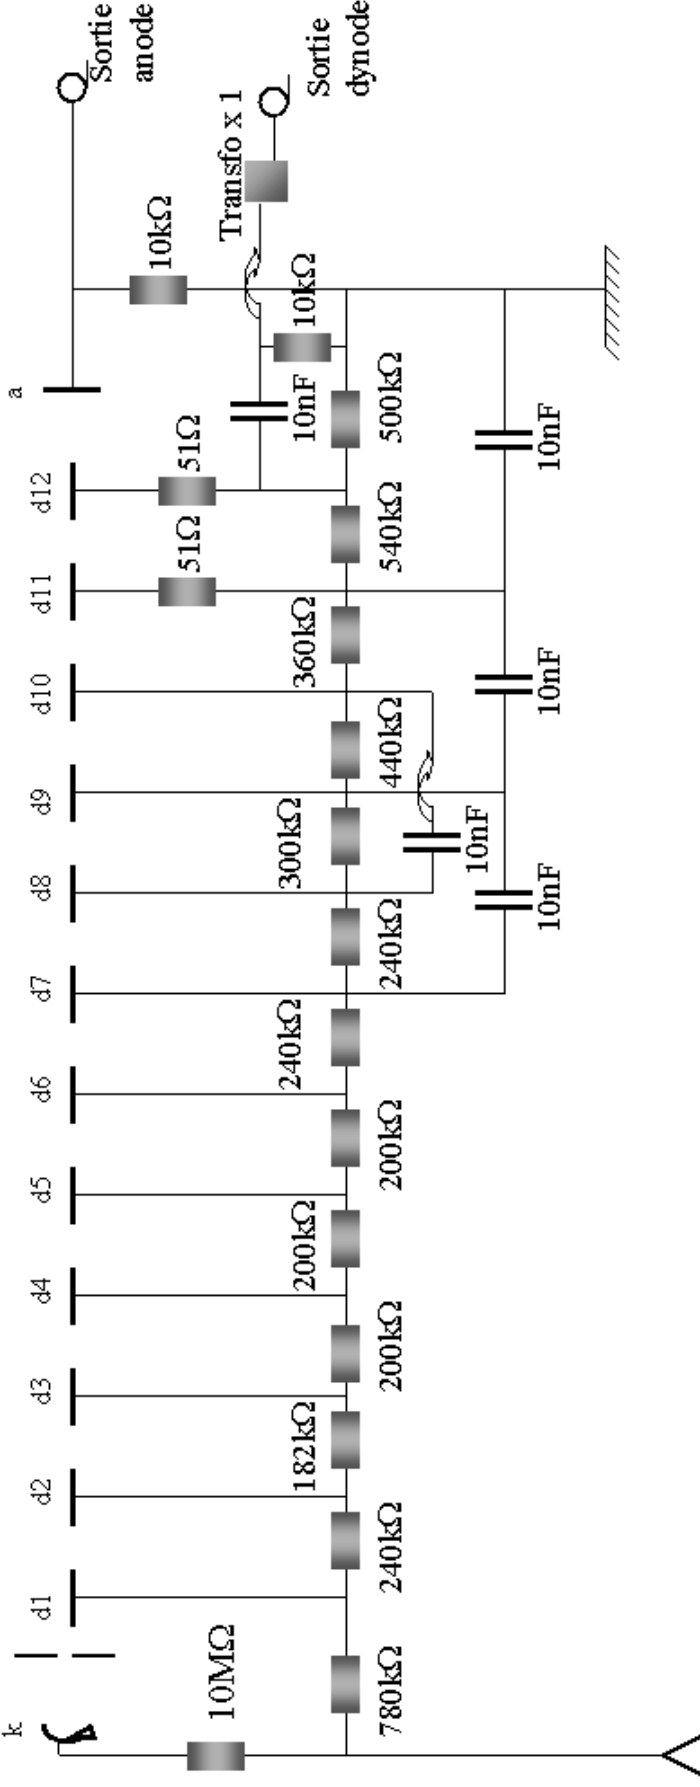 k
d1
d2
d3
d4
d5
d6
d7
d8
d9
d10
d11
d12
a
Sortie
anode
10MΩ
51Ω
51Ω
10kΩ
Transfo x 1
Sortie
dynode
10nF
10kΩ
780kΩ
240kΩ
182kΩ
200kΩ
200kΩ
200kΩ
240kΩ
240kΩ
300kΩ
440kΩ
360kΩ
540kΩ
500kΩ
10nF
10nF
10nF
10nF